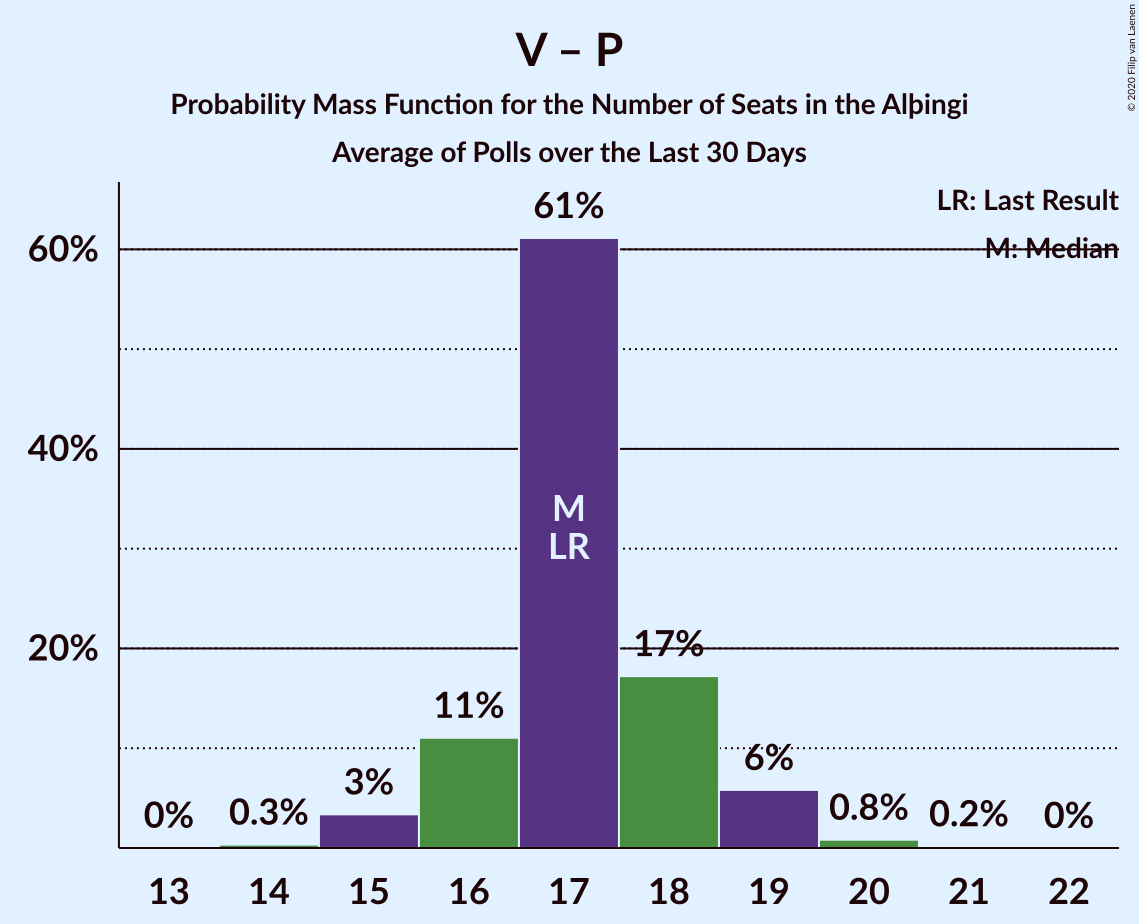 V – P
Probability Mass Function for the Number of Seats in the Alþingi
Average of Polls over the Last 30 Days
© 2020 Filip van Laenen
LR: Last Result
M: Median
60%
40%
20%
0%
0.3%
3%
11%
61%
17%
6%
0.8%
0.2%
0%
M
LR
13
14
15
16
17
18
19
20
21
22